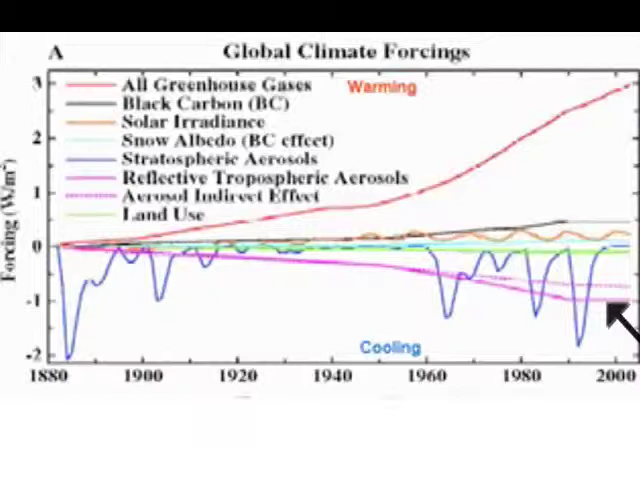 A Global Climate Forcings
All Greenhouse Gases
Warming
Black Carbon (BC)
Solar Irradiance
Snow Albedo (BC effect)
Stratospheric Aerosols
Reflective Tropospheric Aerosols
Aerosol Indirect Effect
Land Use
Forcing (W/m²)
3
2
1
0
-1
-2
Cooling
1880 1900 1920 1940 1960 1980 2000